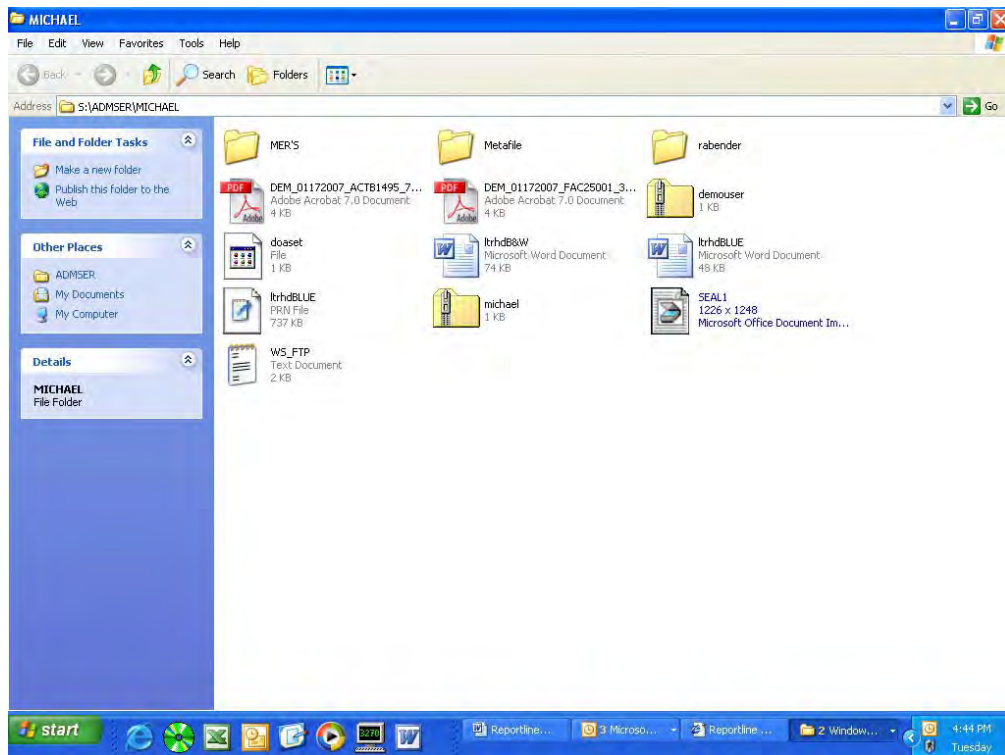 MICHAEL
File Edit View Favorites Tools Help
Back Search Folders
Address S:\ADMSER\MICHAEL Go
File and Folder Tasks
Make a new folder
Publish this folder to the
Web
Other Places
ADMSER
My Documents
My Computer
Details
MICHAEL
File Folder
MER'S
Metafile
rabender
PDF
Adobe
DEM_01172007_ACTB1495_7...
Adobe Acrobat 7.0 Document
4 KB
PDF
Adobe
DEM_01172007_FAC25001_3...
Adobe Acrobat 7.0 Document
4 KB
demouser
1 KB
doaset
File
1 KB
ltrhdB&W
Microsoft Word Document
74 KB
ltrhdBLUE
Microsoft Word Document
48 KB
ltrhdBLUE
PRN File
737 KB
michael
1 KB
SEAL1
1226 x 1248
Microsoft Office Document Im...
WS_FTP
Text Document
2 KB
start 3270 Reportline... 3 Microso... Reportline ... 2 Window... 4:44 PM
Tuesday